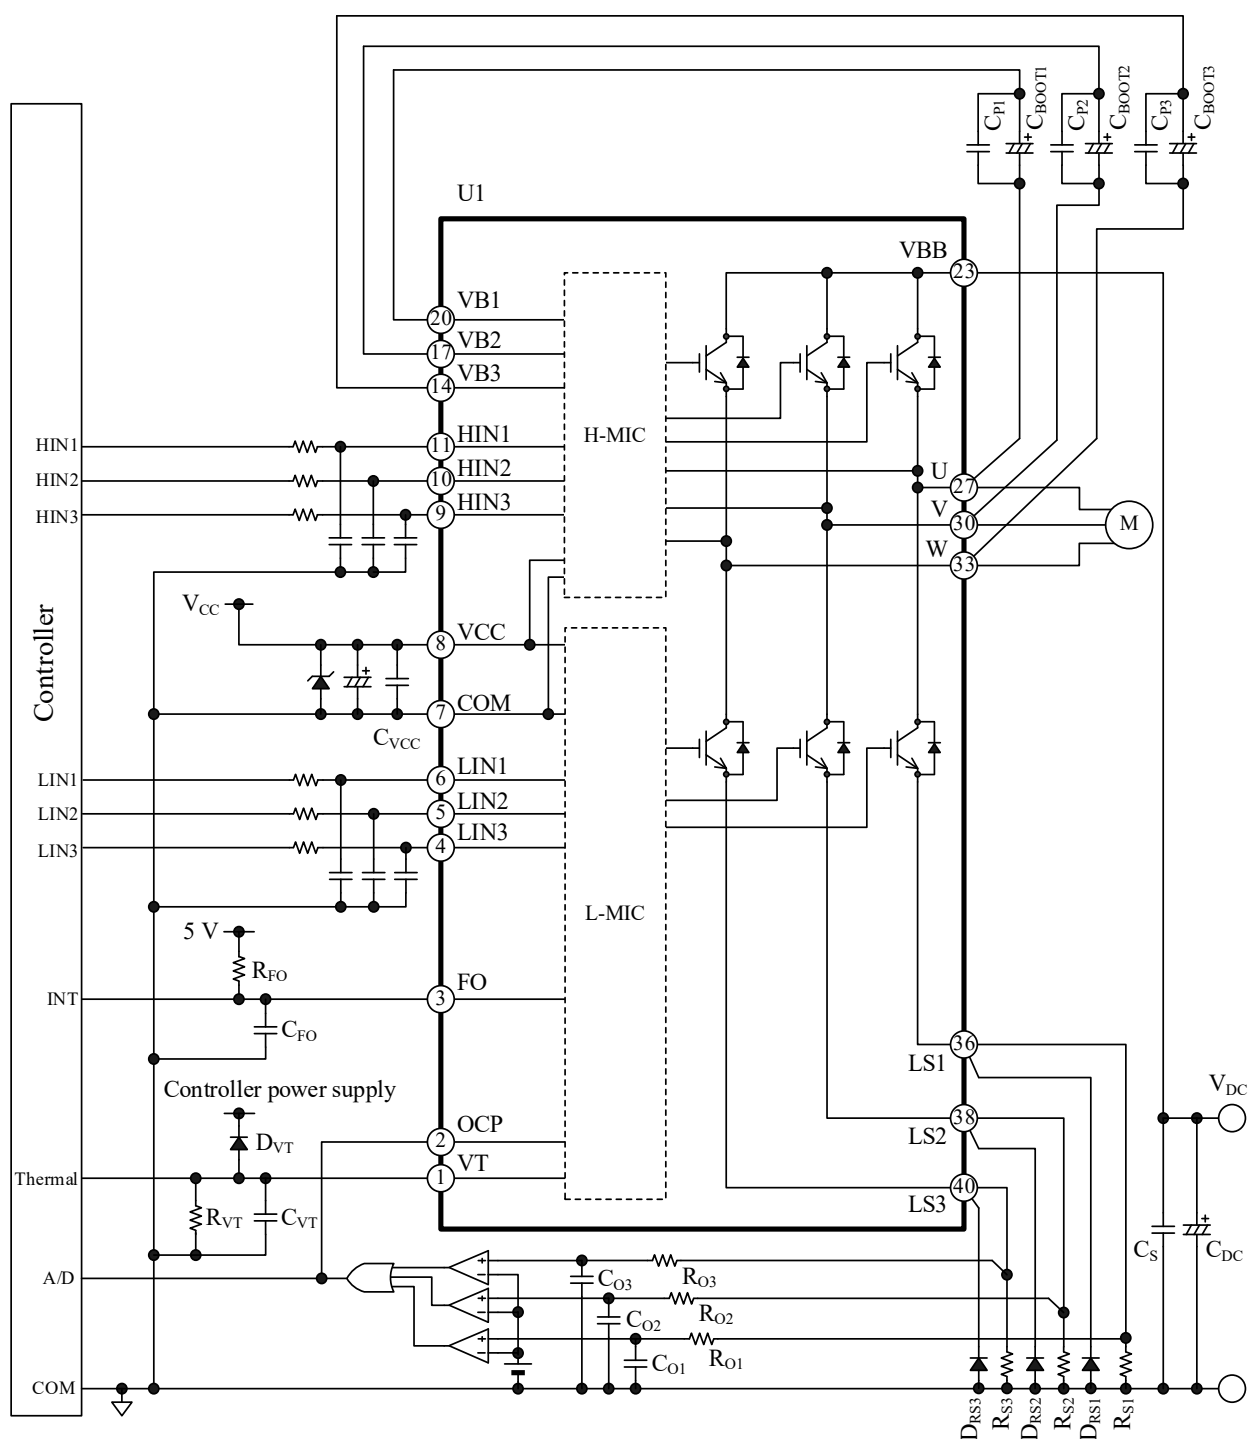 CP1
CBOOT1
CP2
CBOOT2
CP3
CBOOT3
U1
VBB
23
VB1
20
VB2
17
VB3
14
H-MIC
HIN1
HIN1
11
HIN2
HIN2
10
HIN3
HIN3
9
U
27
V
30
M
W
33
VCC
VCC
8
COM
7
CVCC
Controller
LIN1
LIN1
6
LIN2
LIN2
5
LIN3
LIN3
4
L-MIC
5 V
RFO
INT
FO
3
CFO
36
LS1
Controller power supply
VDC
OCP
2
38
LS2
DVT
VT
1
Thermal
40
LS3
RVT
CVT
CS
CDC
A/D
+
−
CO3
RO3
+
−
CO2
RO2
+
−
CO1
RO1
COM
DRS3
RS3
DRS2
RS2
DRS1
RS1